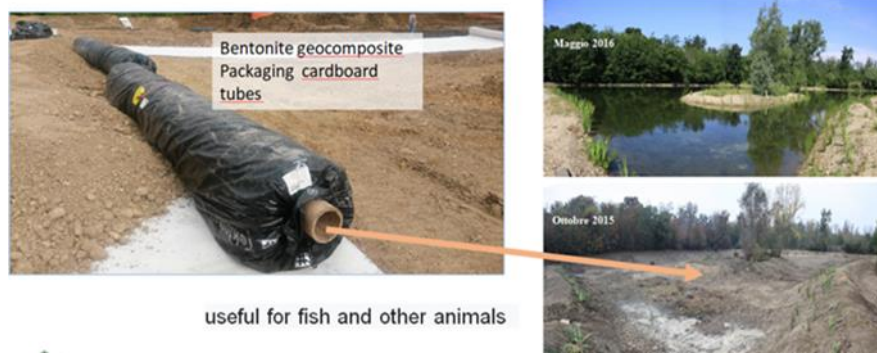 Bentonite geocomposite
Packaging cardboard
tubes
Maggio 2016
Ottobre 2015
useful for fish and other animals